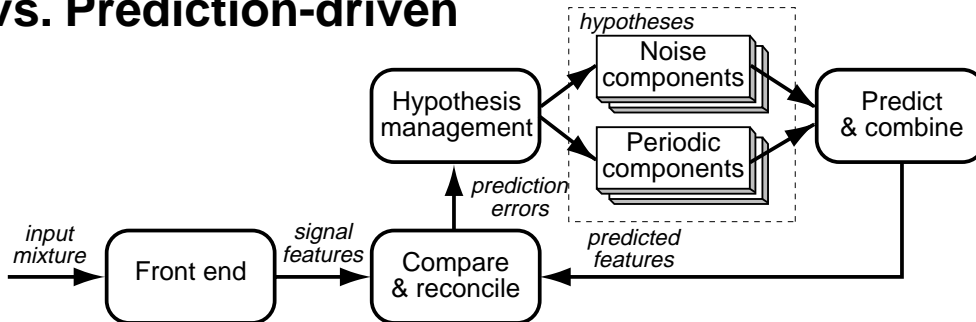 vs. Prediction-driven
hypotheses
Noise
components
Hypothesis
management
Predict
& combine
Periodic
components
prediction
errors
input
mixture
signal
features
predicted
features
Front end
Compare
& reconcile